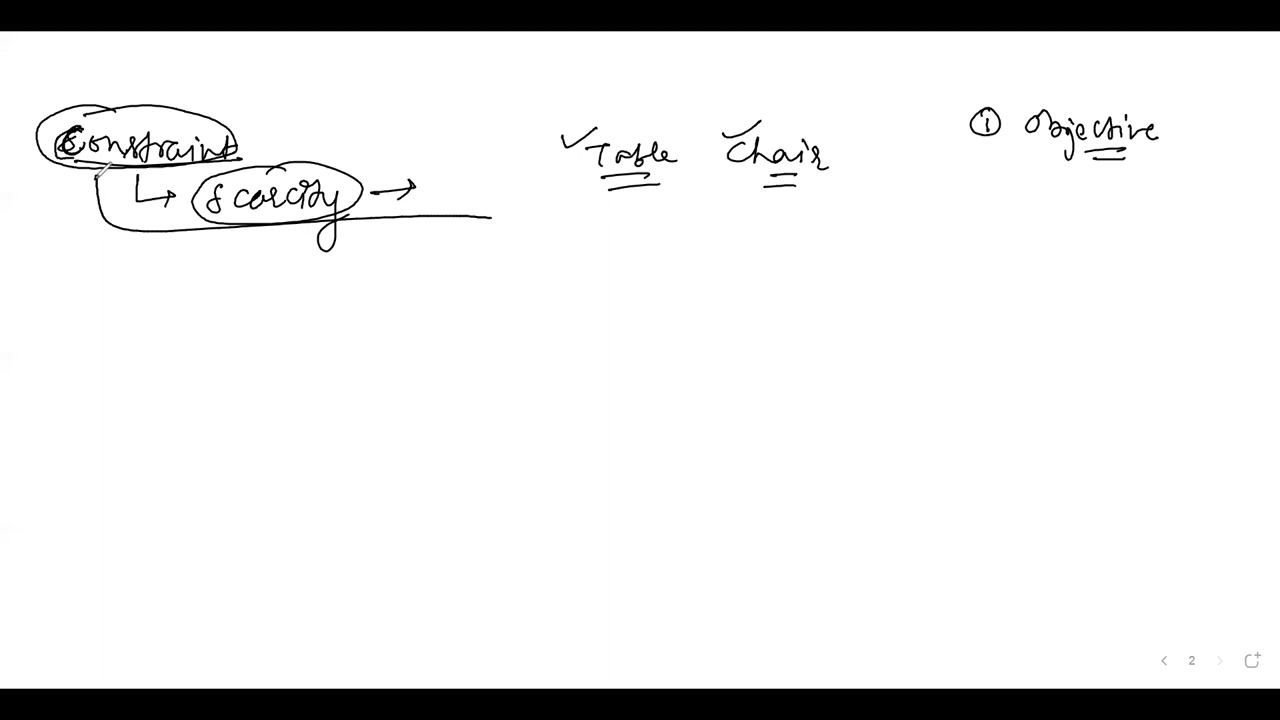 Constraint
↳ Scarcity →
✓Table ✓Chair
① Objective
2